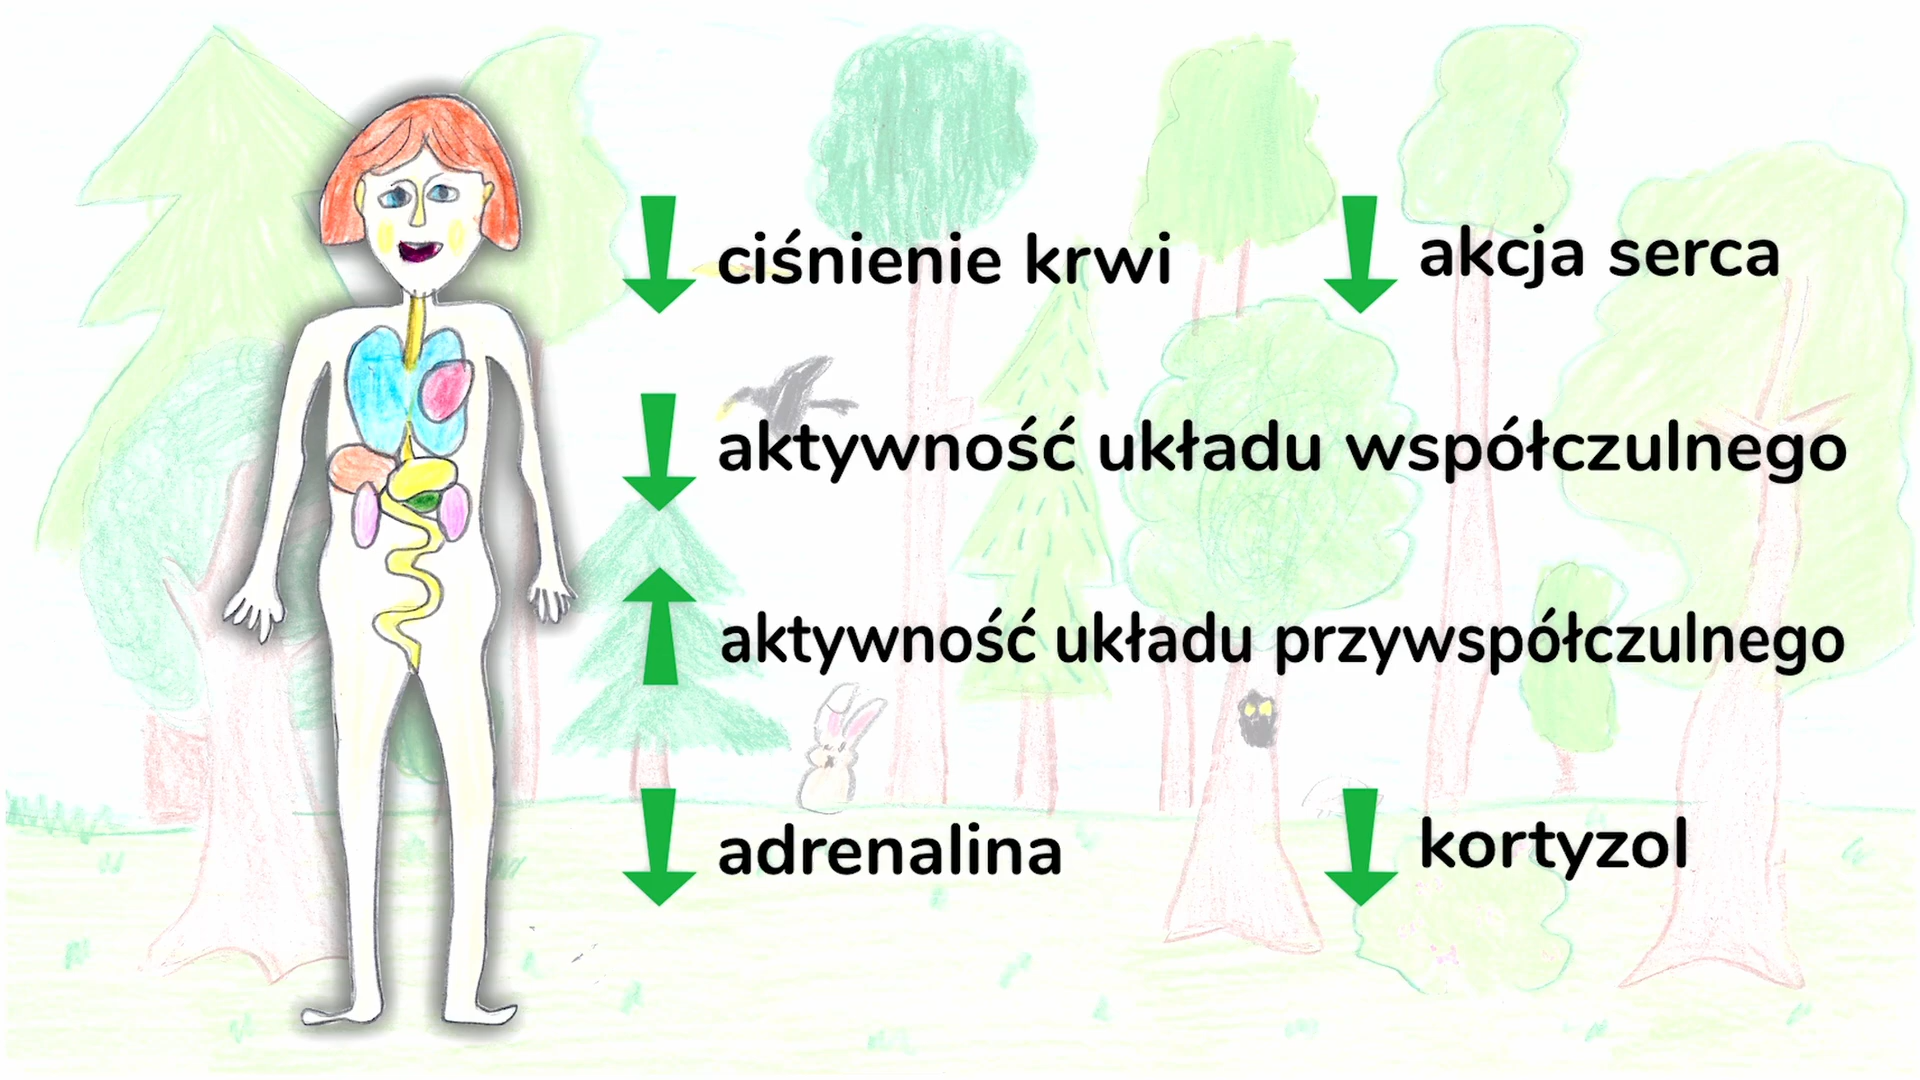 ciśnienie krwi
akcja serca
aktywność układu współczulnego
aktywność układu przywspółczulnego
adrenalina
kortyzol